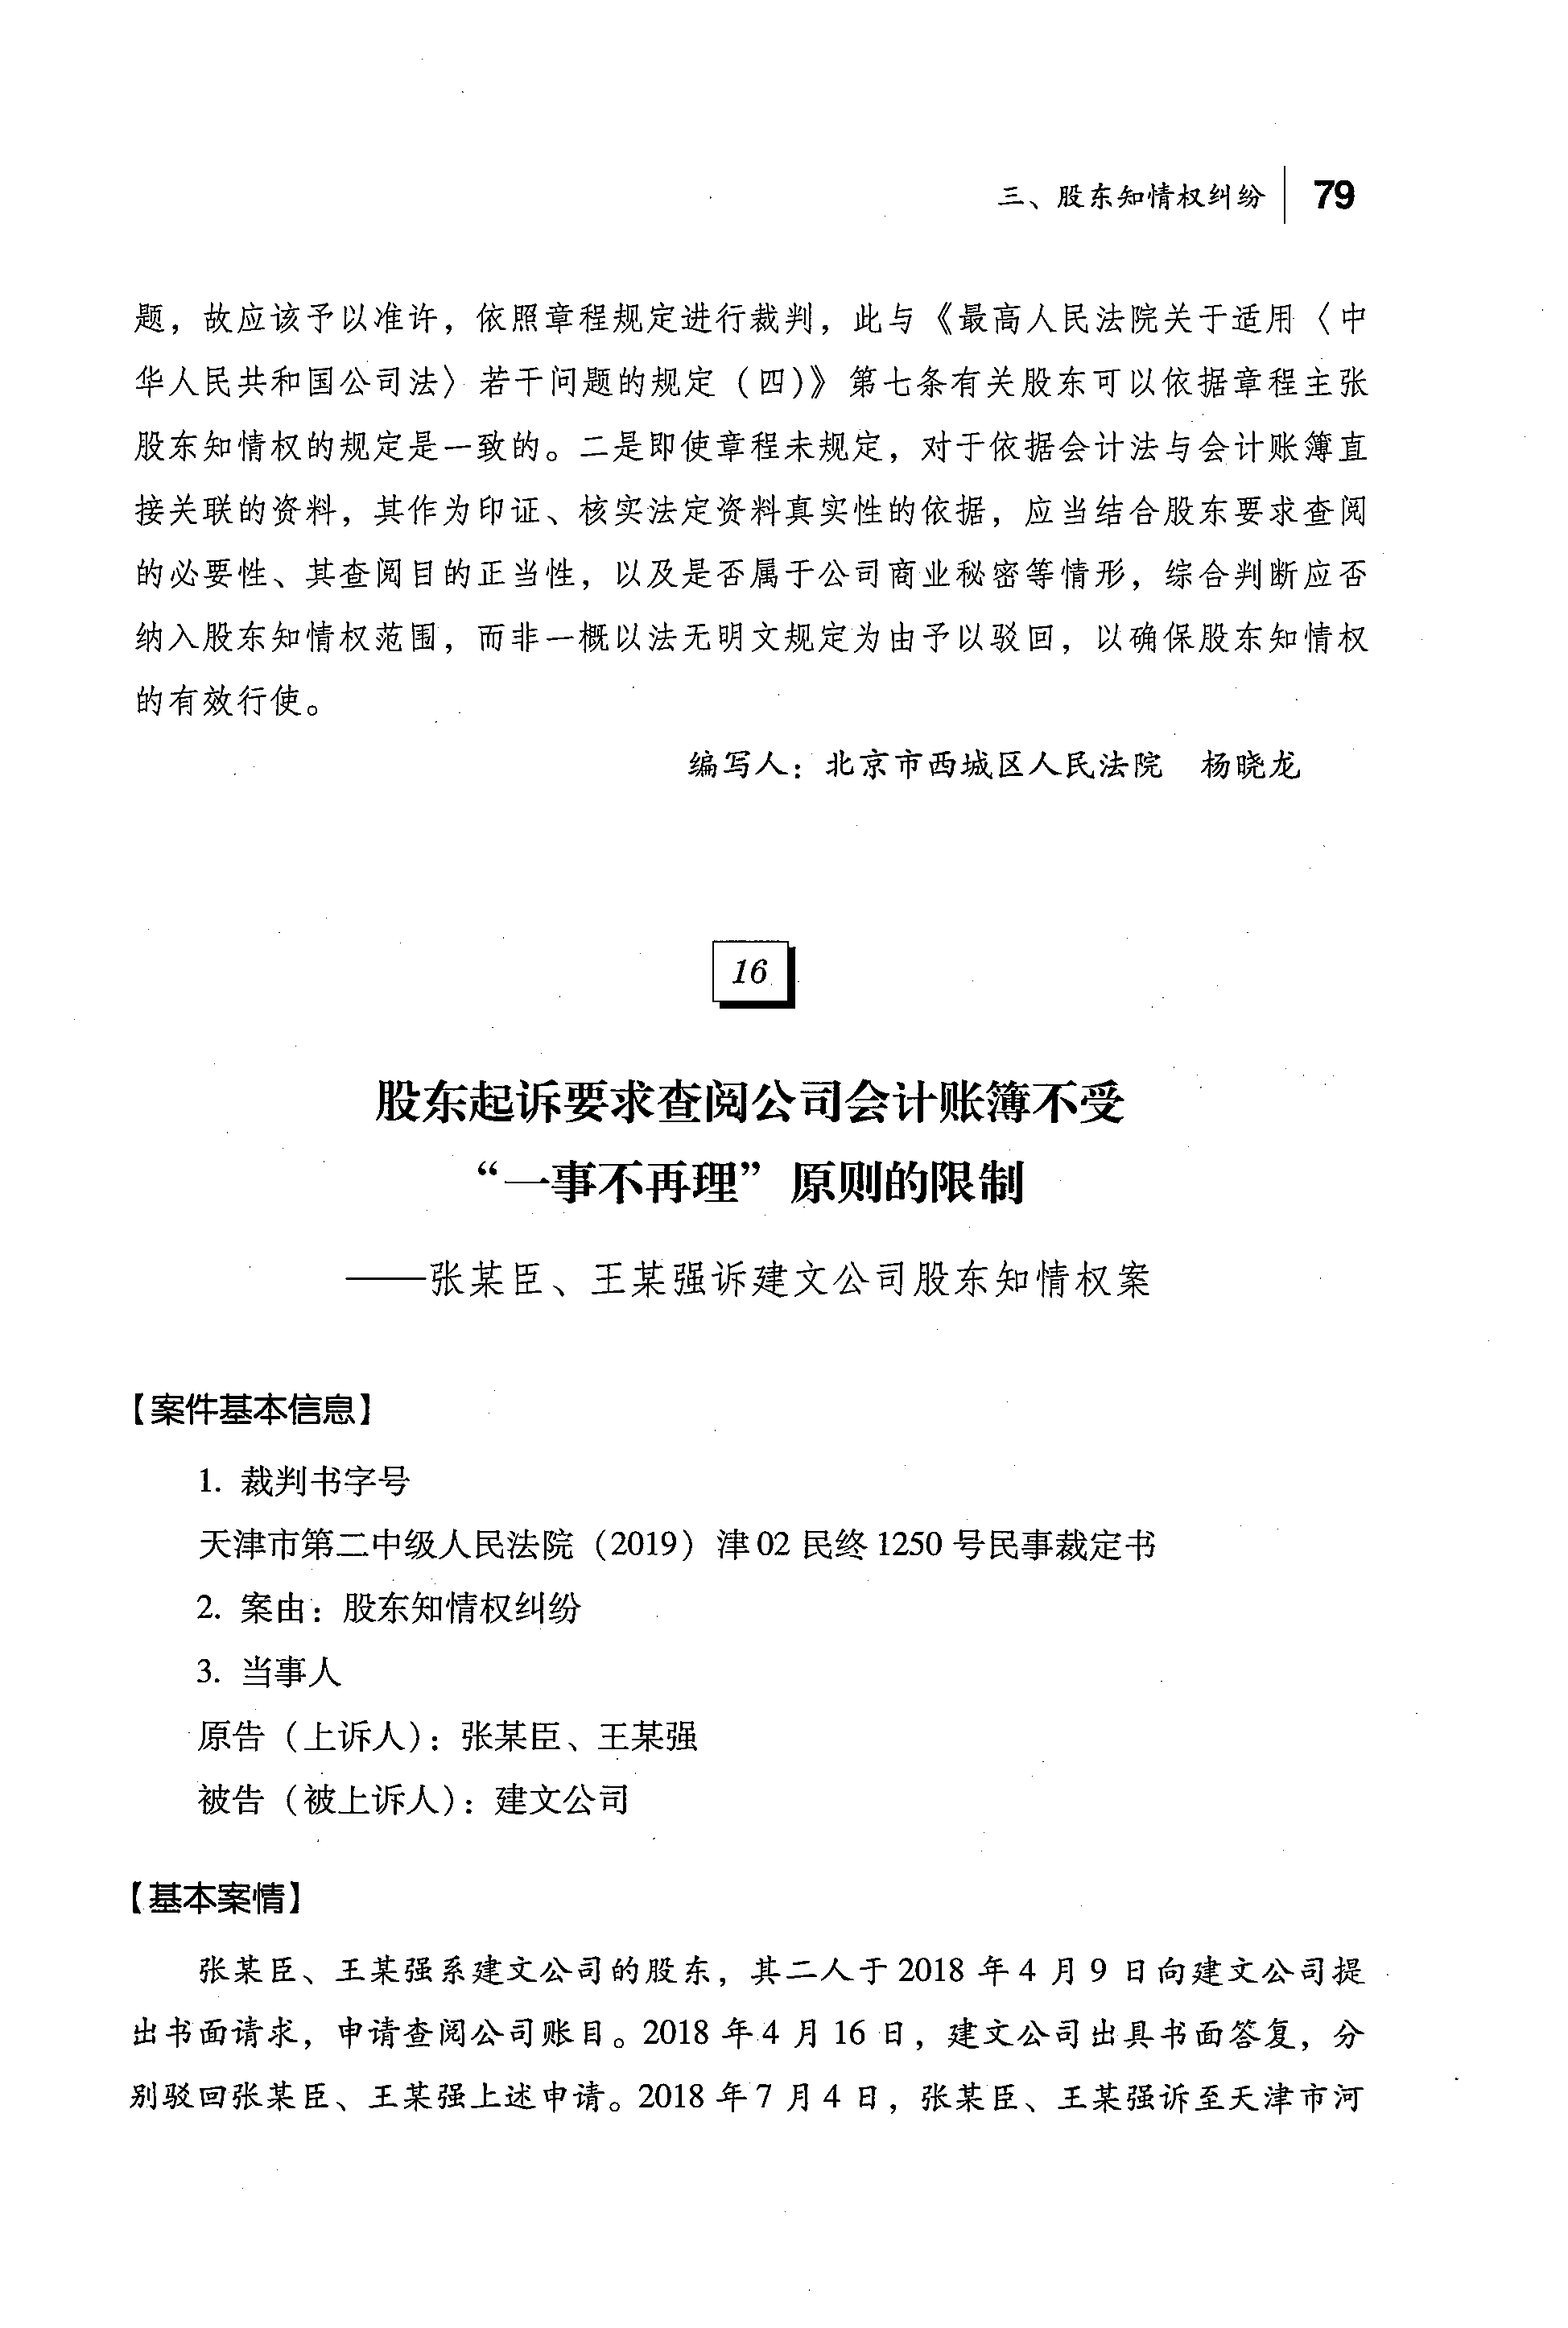 三、股东知情权纠纷 79
题，故应该予以准许，依照章程规定进行裁判，此与《最高人民法院关于适用〈中
华人民共和国公司法〉若干问题的规定（四）》第七条有关股东可以依据章程主张
股东知情权的规定是一致的。二是即使章程未规定，对于依据会计法与会计账簿直
接关联的资料，其作为印证、核实法定资料真实性的依据，应当结合股东要求查阅
的必要性、其查阅目的正当性，以及是否属于公司商业秘密等情形，综合判断应否
纳入股东知情权范围，而非一概以法无明文规定为由予以驳回，以确保股东知情权
的有效行使。
编写人：北京市西城区人民法院　杨晓龙
16
股东起诉要求查阅公司会计账簿不受
“一事不再理”原则的限制
——张某臣、王某强诉建文公司股东知情权案
【案件基本信息】
1. 裁判书字号
天津市第二中级人民法院（2019）津 02 民终 1250 号民事裁定书
2. 案由：股东知情权纠纷
3. 当事人
原告（上诉人）：张某臣、王某强
被告（被上诉人）：建文公司
【基本案情】
张某臣、王某强系建文公司的股东，其二人于 2018 年 4 月 9 日向建文公司提
出书面请求，申请查阅公司账目。2018 年 4 月 16 日，建文公司出具书面答复，分
别驳回张某臣、王某强上述申请。2018 年 7 月 4 日，张某臣、王某强诉至天津市河